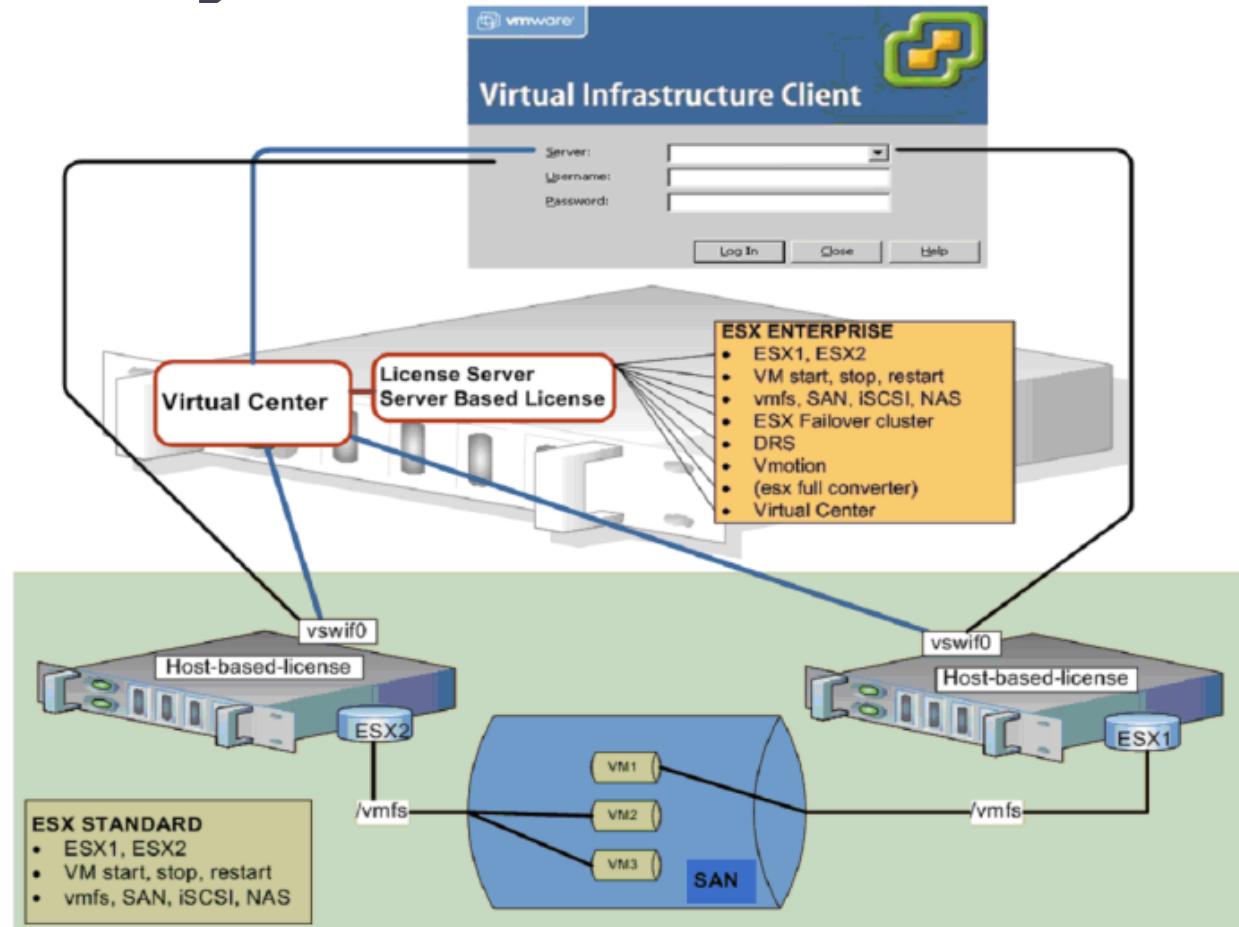 vmware
Virtual Infrastructure Client
Server:
Username:
Password:
Log In
Close
Help
Virtual Center
License Server
Server Based License
ESX ENTERPRISE
• ESX1, ESX2
• VM start, stop, restart
• vmfs, SAN, iSCSI, NAS
• ESX Failover cluster
• DRS
• Vmotion
• (esx full converter)
• Virtual Center
vswif0
Host-based-license
ESX2
vswif0
Host-based-license
ESX1
VM1
VM2
VM3
/vmfs
/vmfs
SAN
ESX STANDARD
• ESX1, ESX2
• VM start, stop, restart
• vmfs, SAN, iSCSI, NAS